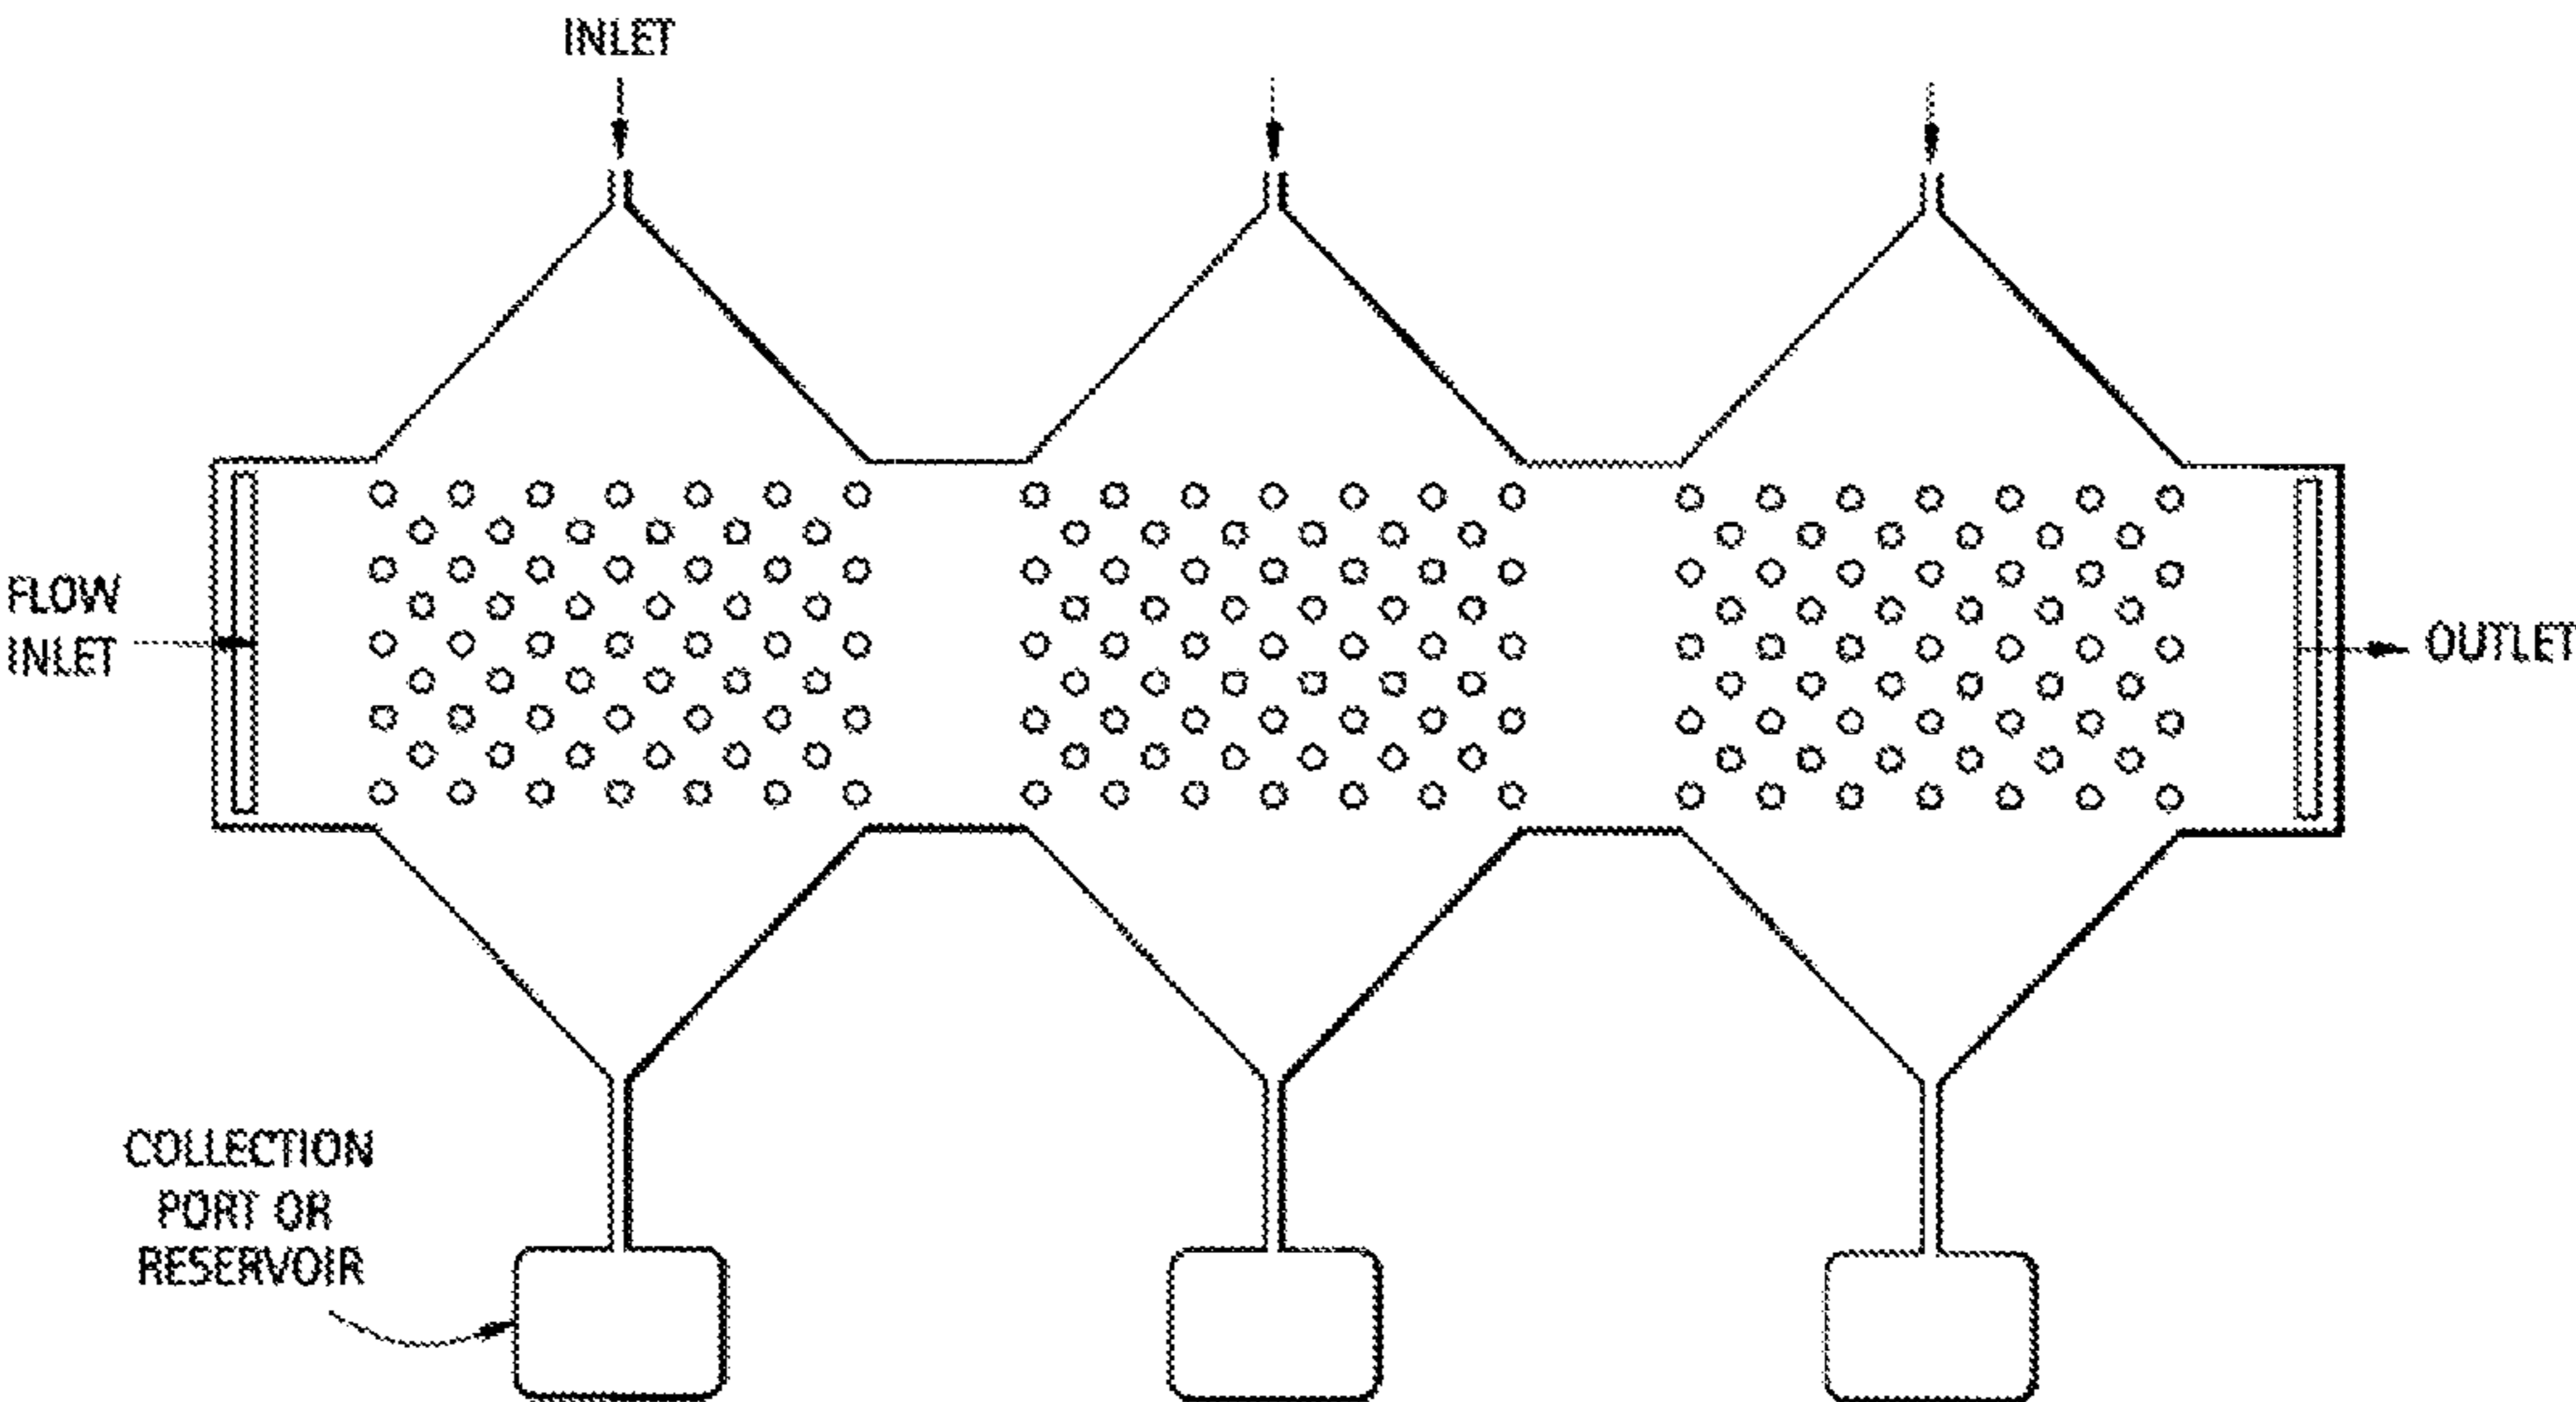 INLET
FLOW
INLET
OUTLET
COLLECTION
PORT OR
RESERVOIR